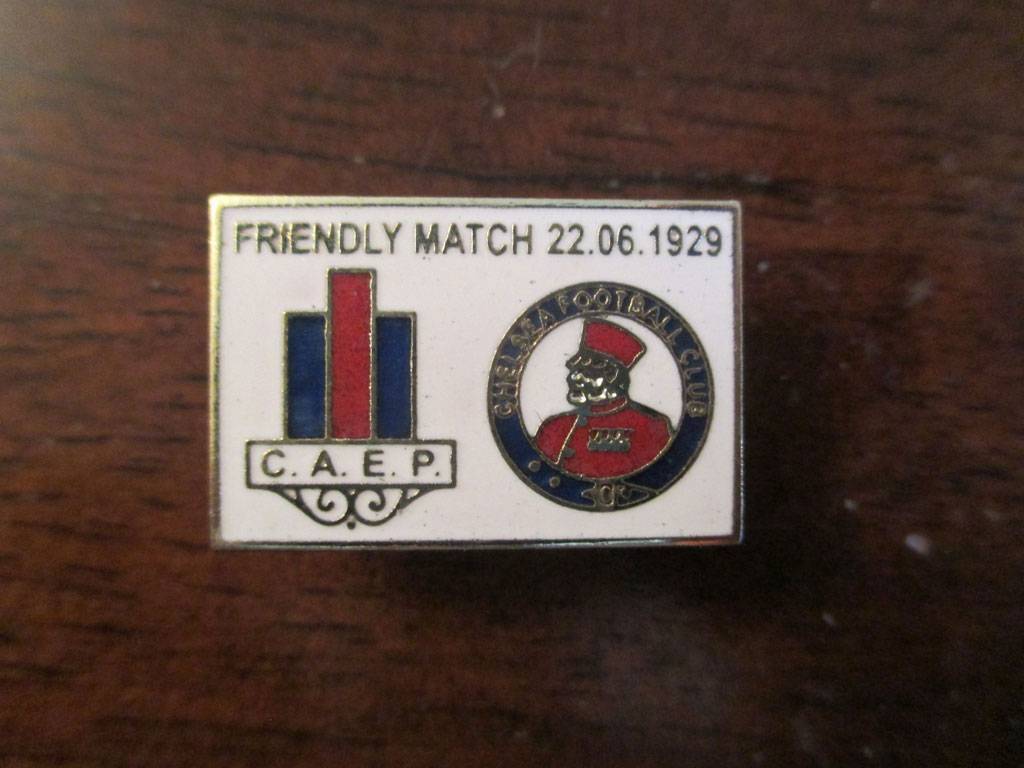 FRIENDLY MATCH 22.06.1929
C. A. E. P.
CHELSEA FOOTBALL CLUB